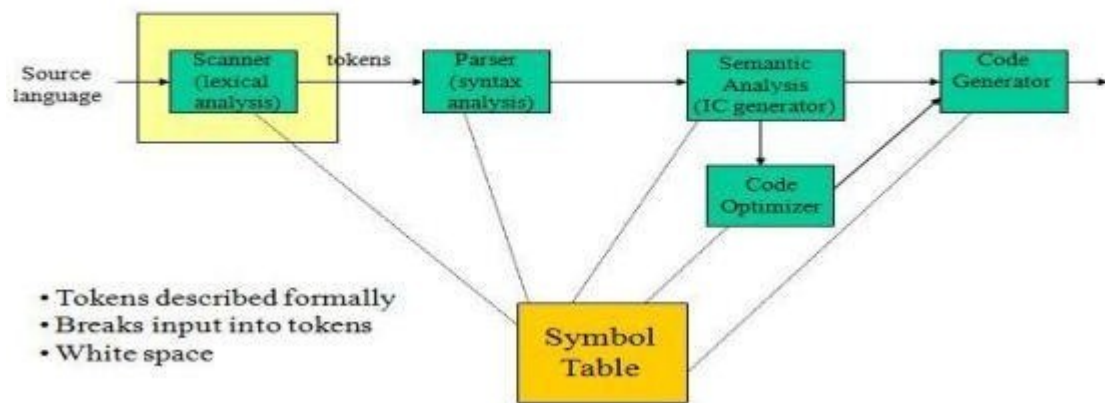 Source
language
Scanner
(lexical
analysis)
tokens
Parser
(syntax
analysis)
Semantic
Analysis
(IC generator)
Code
Generator
Code
Optimizer
• Tokens described formally
• Breaks input into tokens
• White space
Symbol
Table